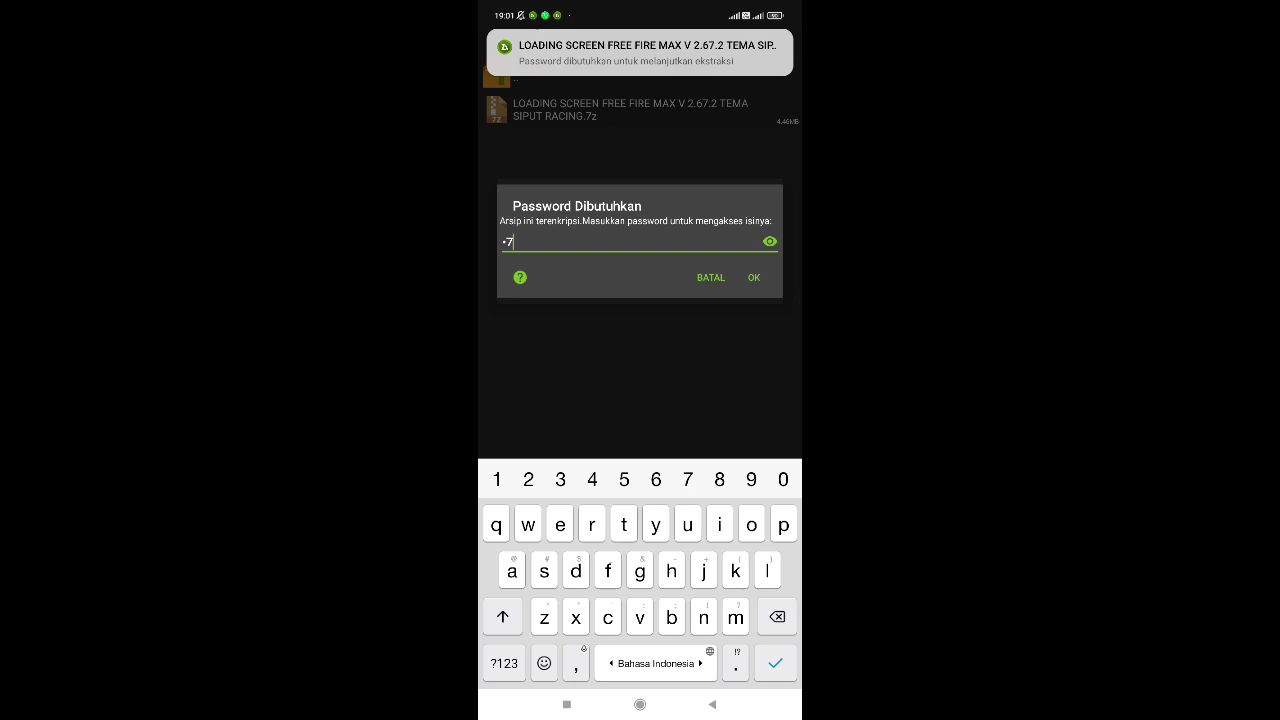 19:01
LOADING SCREEN FREE FIRE MAX V 2.67.2 TEMA SIP..
Password dibutuhkan untuk melanjutkan ekstraksi
..
LOADING SCREEN FREE FIRE MAX V 2.67.2 TEMA
SIPUT RACING.7z
7Z
4.46MB
Password Dibutuhkan
Arsip ini terenkripsi.Masukkan password untuk mengakses isinya:
•7
?
BATAL
OK
1 2 3 4 5 6 7 8 9 0
q w e r t y u i o p
a s d f g h j k l
z x c v b n m
?123 , Bahasa Indonesia .